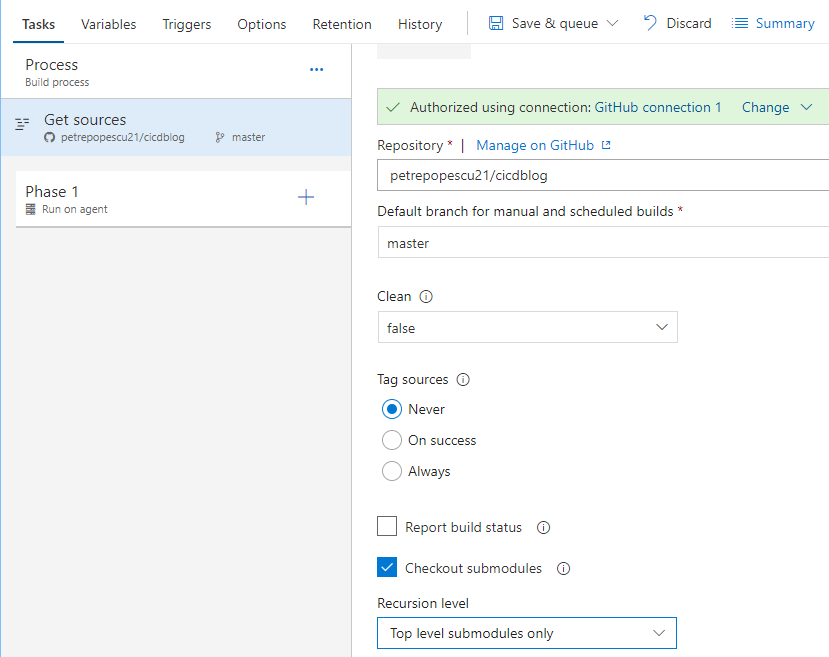 Tasks Variables Triggers Options Retention History Save & queue Discard Summary
Process
Build process
Get sources
petrepopescu21/cicdblog master
Phase 1
Run on agent
Authorized using connection: GitHub connection 1 Change
Repository * | Manage on GitHub
petrepopescu21/cicdblog
Default branch for manual and scheduled builds *
master
Clean
false
Tag sources
Never
On success
Always
Report build status
Checkout submodules
Recursion level
Top level submodules only